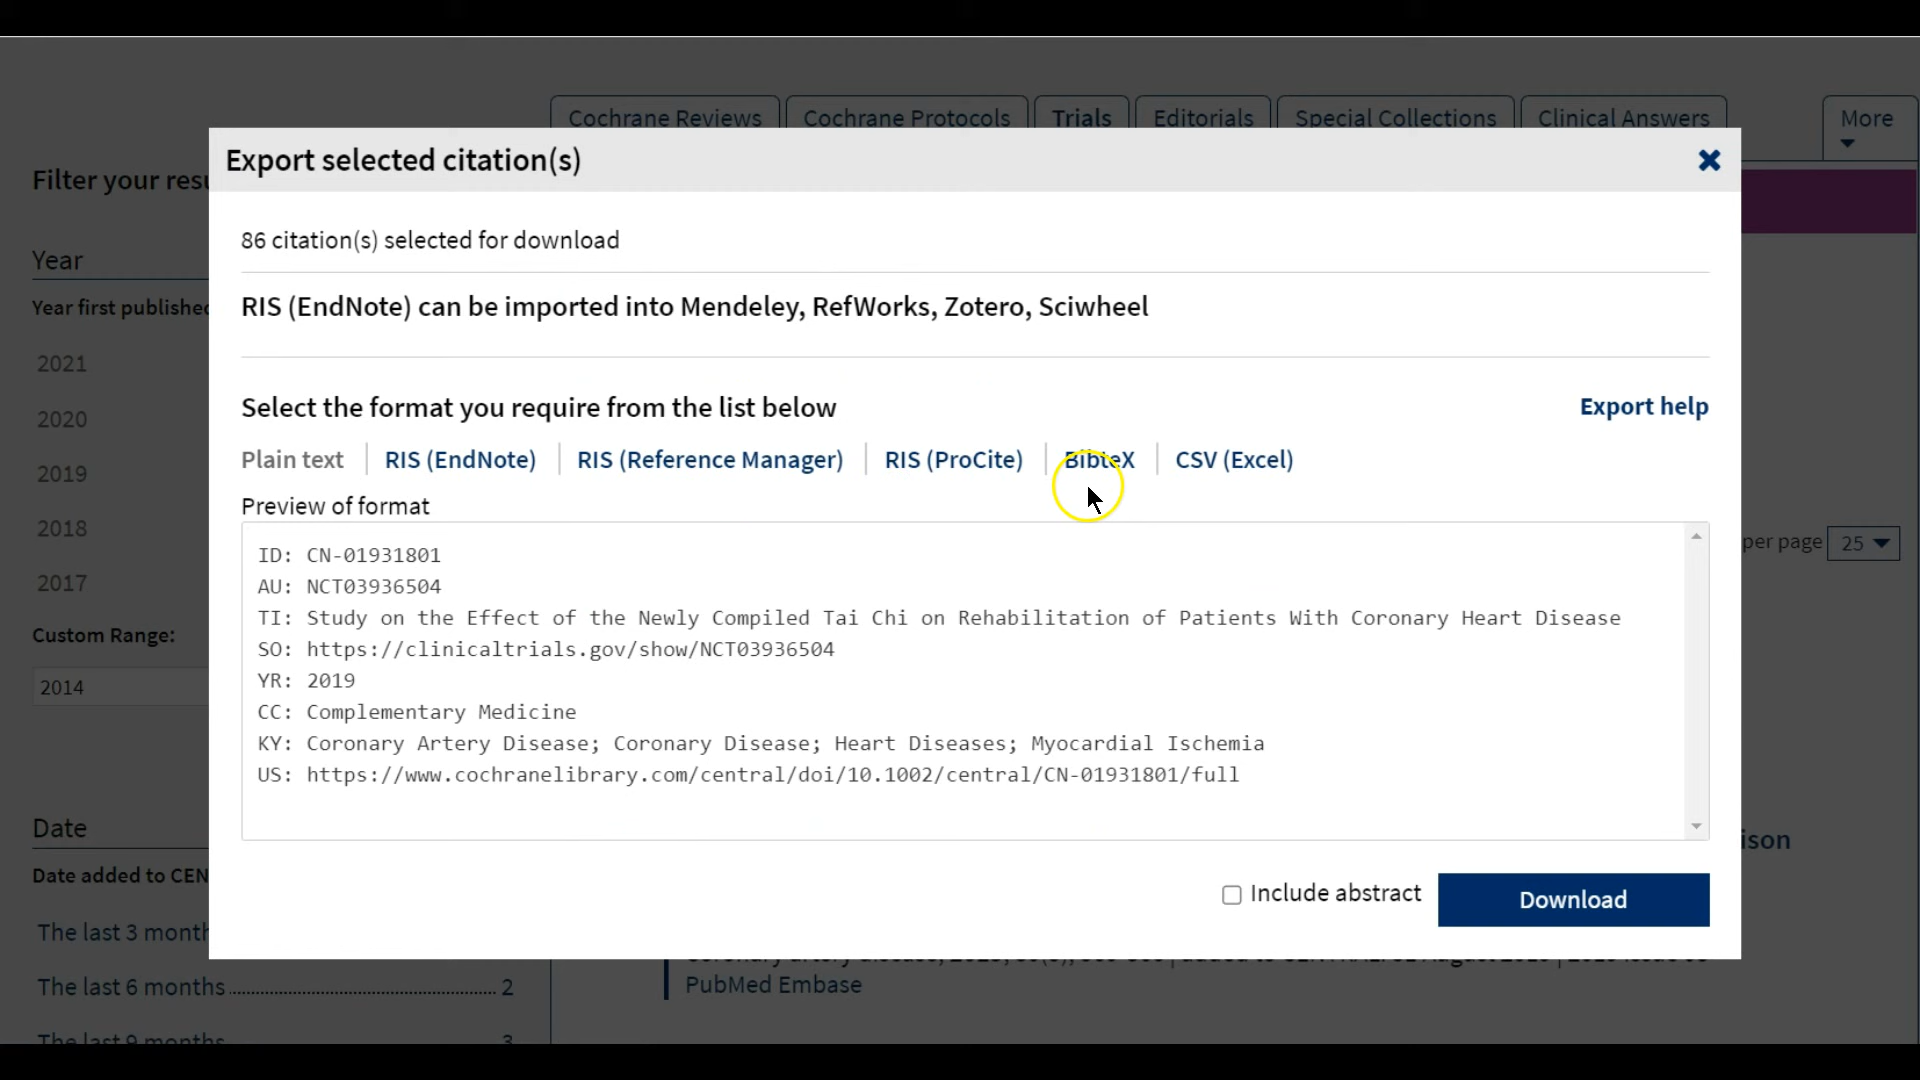 Cochrane Reviews Cochrane Protocols Trials Editorials Special Collections Clinical Answers More
Export selected citation(s)
Filter your resu
86 citation(s) selected for download
Year
RIS (EndNote) can be imported into Mendeley, RefWorks, Zotero, Sciwheel
Year first published
2021
Select the format you require from the list below Export help
2020
Plain text RIS (EndNote) RIS (Reference Manager) RIS (ProCite) BibteX CSV (Excel)
2019
Preview of format
2018
per page 25
ID: CN-01931801
AU: NCT03936504
2017
TI: Study on the Effect of the Newly Compiled Tai Chi on Rehabilitation of Patients With Coronary Heart Disease
Custom Range:
SO: https://clinicaltrials.gov/show/NCT03936504
2014
YR: 2019
CC: Complementary Medicine
KY: Coronary Artery Disease; Coronary Disease; Heart Diseases; Myocardial Ischemia
US: https://www.cochranelibrary.com/central/doi/10.1002/central/CN-01931801/full
Date
ison
Date added to CEN
Include abstract Download
The last 3 month
PubMed Embase
The last 6 months 2
The last 9 months 3